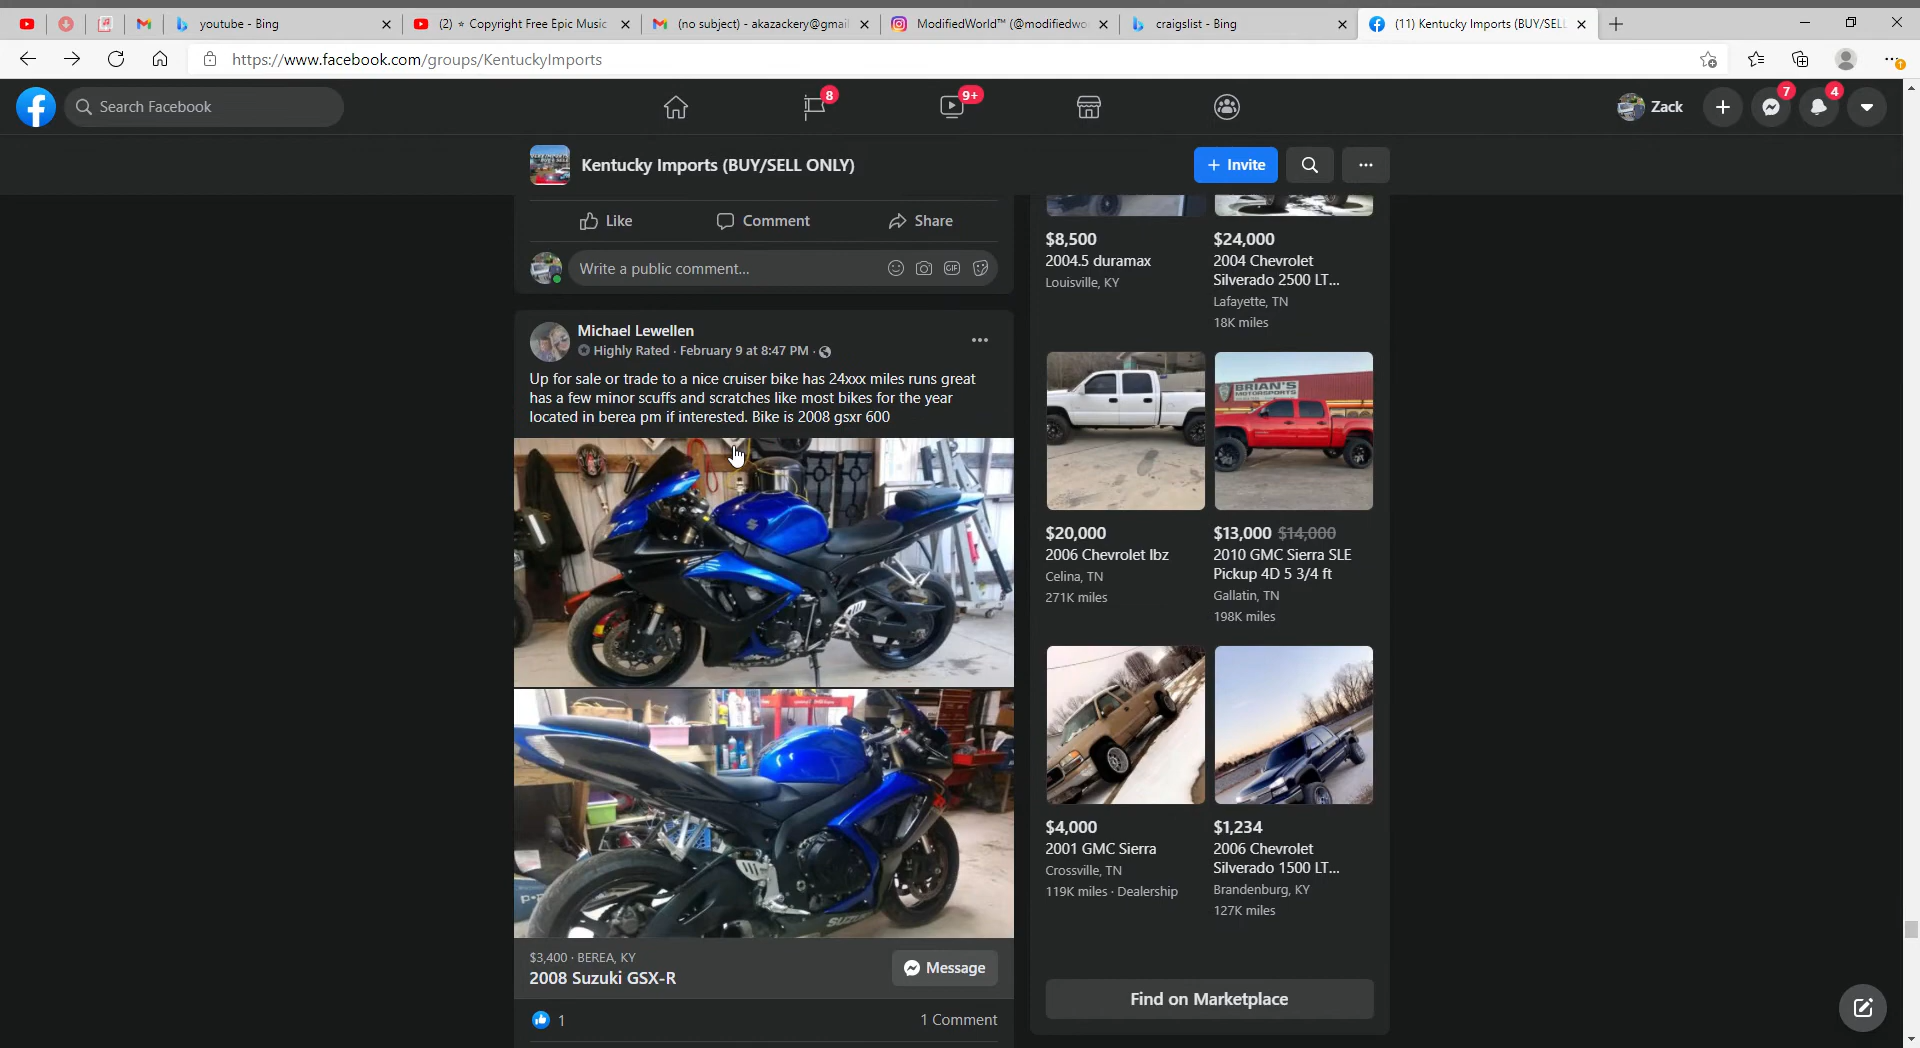 youtube - Bing
(2) ⭐ Copyright Free Epic Music
(no subject) - akazackery@gmail
ModifiedWorld™ (@modifiedwo
craigslist - Bing
(11) Kentucky Imports (BUY/SELL
https://www.facebook.com/groups/KentuckyImports
Search Facebook
8
9+
Zack
7
4
Kentucky Imports (BUY/SELL ONLY)
+ Invite
Like
Comment
Share
Write a public comment...
GIF
Michael Lewellen
Highly Rated · February 9 at 8:47 PM ·
Up for sale or trade to a nice cruiser bike has 24xxx miles runs great
has a few minor scuffs and scratches like most bikes for the year
located in berea pm if interested. Bike is 2008 gsxr 600
SUZUKI
$3,400 · BEREA, KY
2008 Suzuki GSX-R
Message
1
1 Comment
$8,500
2004.5 duramax
Louisville, KY
$24,000
2004 Chevrolet
Silverado 2500 LT...
Lafayette, TN
18K miles
BRIAN'S
MOTORSPORTS
$20,000
2006 Chevrolet lbz
Celina, TN
271K miles
$13,000 $14,000
2010 GMC Sierra SLE
Pickup 4D 5 3/4 ft
Gallatin, TN
198K miles
$4,000
2001 GMC Sierra
Crossville, TN
119K miles · Dealership
$1,234
2006 Chevrolet
Silverado 1500 LT...
Brandenburg, KY
127K miles
Find on Marketplace